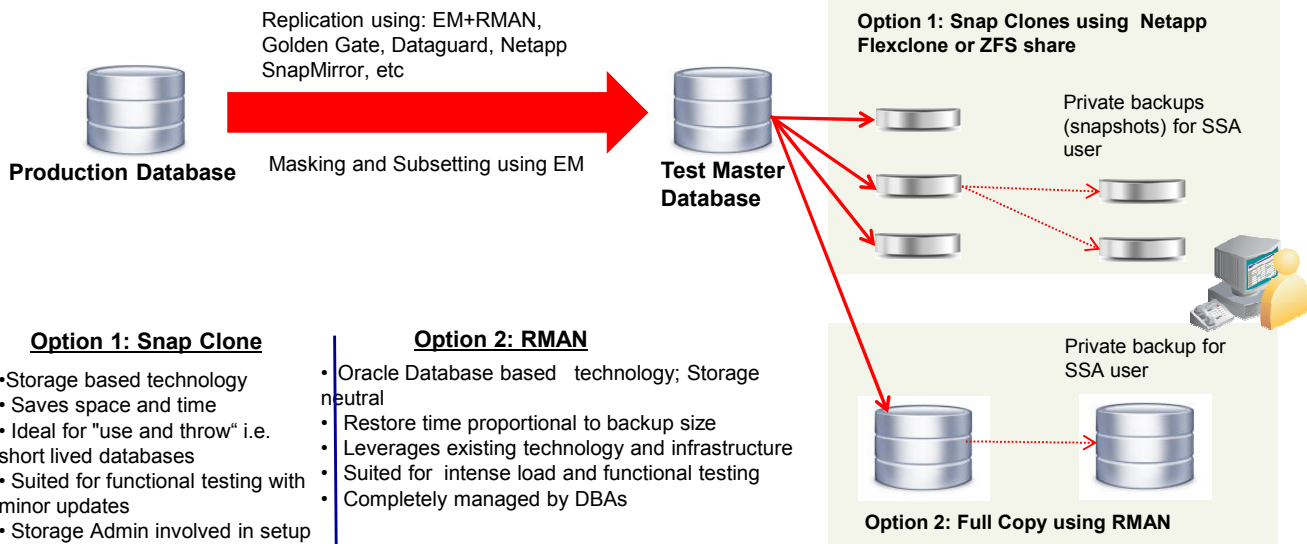 Replication using: EM+RMAN,
Golden Gate, Dataguard, Netapp
SnapMirror, etc
Masking and Subsetting using EM
Production Database
Test Master
Database
Option 1: Snap Clones using Netapp
Flexclone or ZFS share
Private backups
(snapshots) for SSA
user
Option 1: Snap Clone
•Storage based technology
• Saves space and time
• Ideal for "use and throw“ i.e.
short lived databases
• Suited for functional testing with
minor updates
• Storage Admin involved in setup
Option 2: RMAN
• Oracle Database based technology; Storage
neutral
• Restore time proportional to backup size
• Leverages existing technology and infrastructure
• Suited for intense load and functional testing
• Completely managed by DBAs
Private backup for
SSA user
Option 2: Full Copy using RMAN